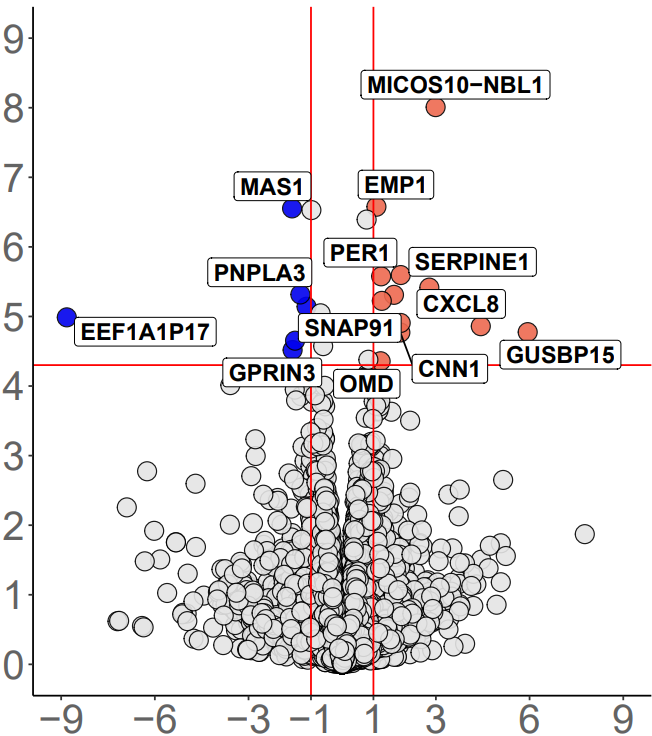 9
MICOS10−NBL1
8
7
MAS1
EMP1
6
PER1
SERPINE1
PNPLA3
CXCL8
5
EEF1A1P17
SNAP91
GUSBP15
CNN1
GPRIN3
OMD
4
3
2
1
0
−9 −6 −3 −1 1 3 6 9